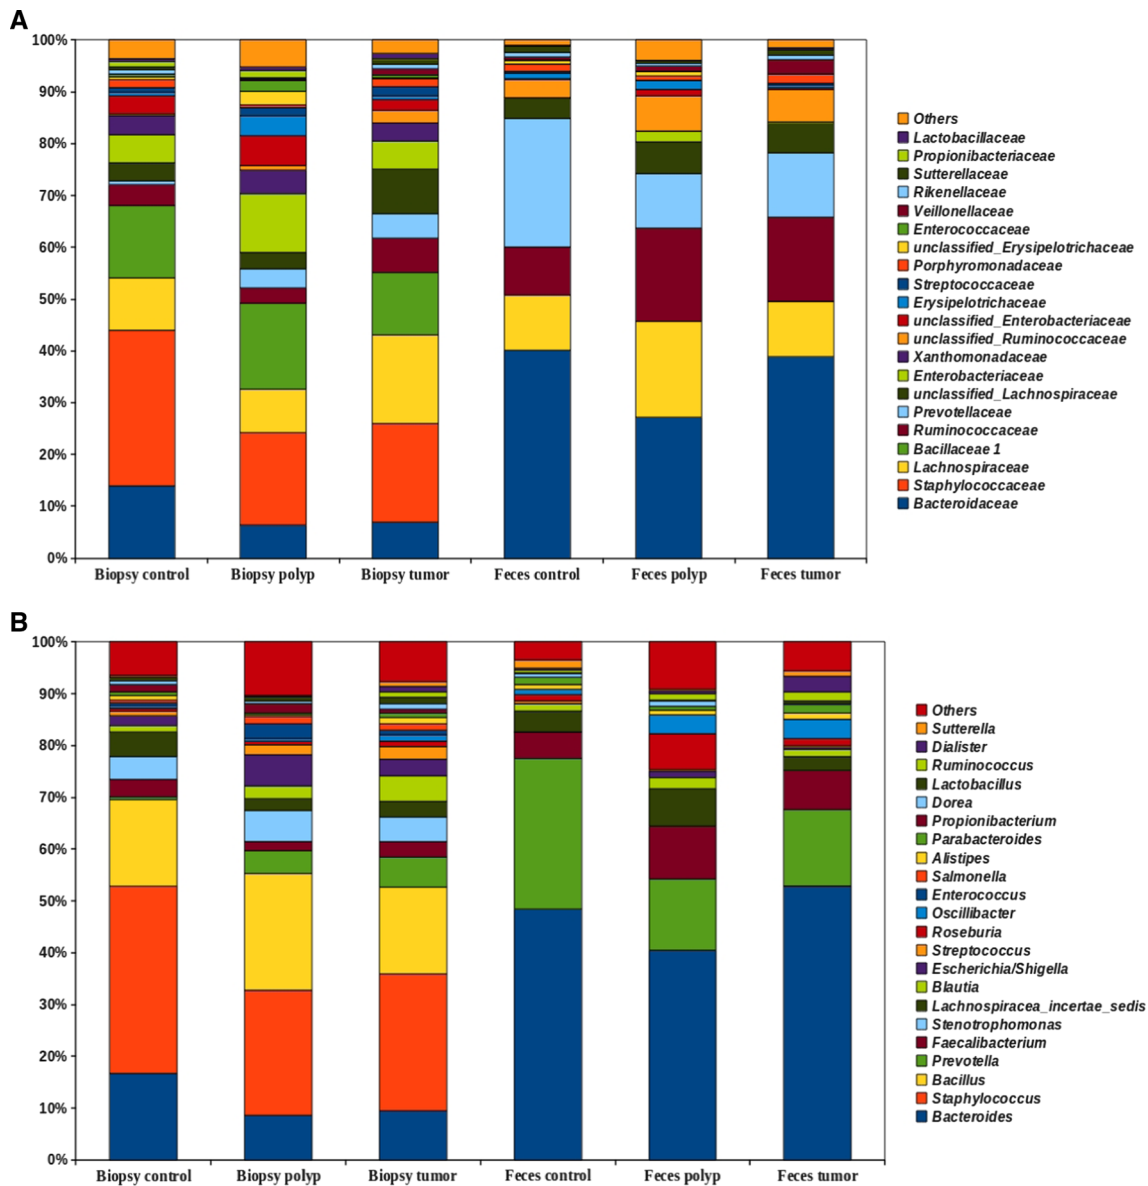 A
100%
90%
80%
70%
60%
50%
40%
30%
20%
10%
0%
Biopsy control
Biopsy polyp
Biopsy tumor
Feces control
Feces polyp
Feces tumor
Others
Lactobacillaceae
Propionibacteriaceae
Sutterellaceae
Rikenellaceae
Veillonellaceae
Enterococcaceae
unclassified_Erysipelotrichaceae
Porphyromonadaceae
Streptococcaceae
Erysipelotrichaceae
unclassified_Enterobacteriaceae
unclassified_Ruminococcaceae
Xanthomonadaceae
Enterobacteriaceae
unclassified_Lachnospiraceae
Prevotellaceae
Ruminococcaceae
Bacillaceae 1
Lachnospiraceae
Staphylococcaceae
Bacteroidaceae
B
100%
90%
80%
70%
60%
50%
40%
30%
20%
10%
0%
Biopsy control
Biopsy polyp
Biopsy tumor
Feces control
Feces polyp
Feces tumor
Others
Sutterella
Dialister
Ruminococcus
Lactobacillus
Dorea
Propionibacterium
Parabacteroides
Alistipes
Salmonella
Enterococcus
Oscillibacter
Roseburia
Streptococcus
Escherichia/Shigella
Blautia
Lachnospiracea_incertae_sedis
Stenotrophomonas
Faecalibacterium
Prevotella
Bacillus
Staphylococcus
Bacteroides